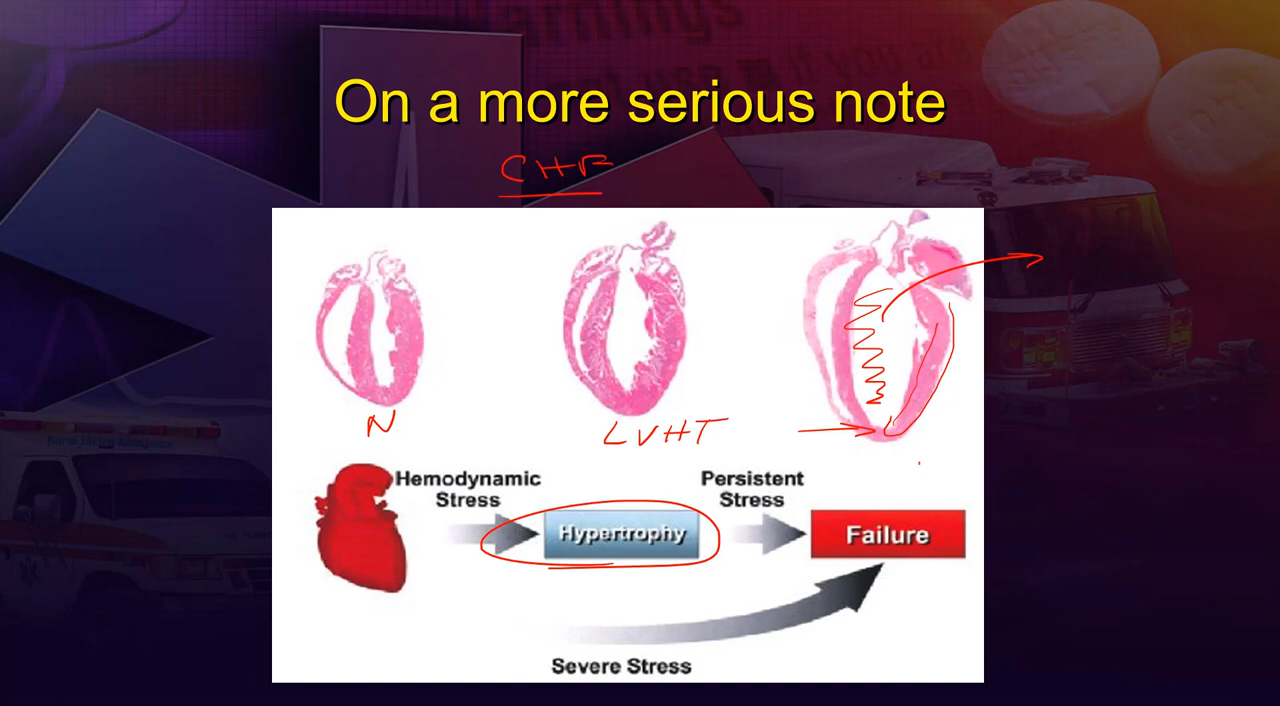 On a more serious note
CHF
N
LVHT
Hemodynamic
Stress
Hypertrophy
Persistent
Stress
Failure
Severe Stress